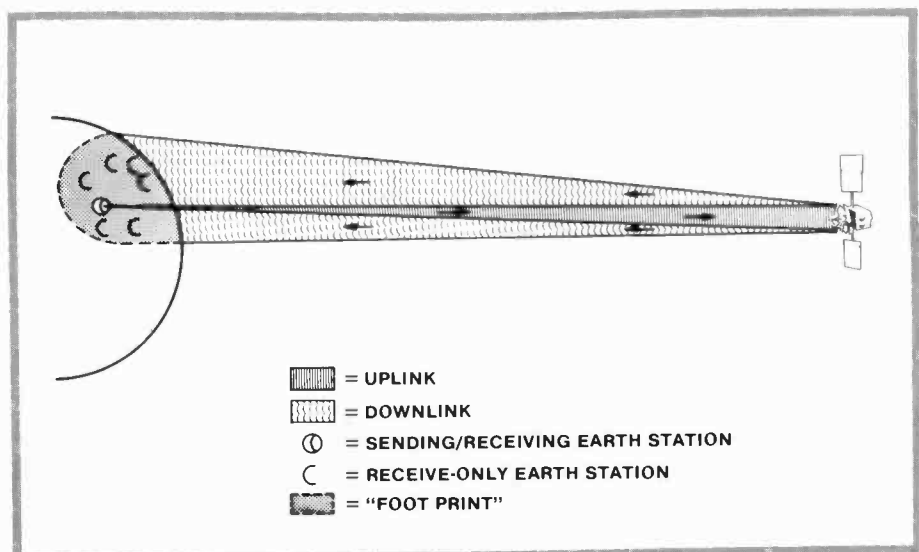 = UPLINK
= DOWNLINK
= SENDING/RECEIVING EARTH STATION
= RECEIVE-ONLY EARTH STATION
= "FOOT PRINT"